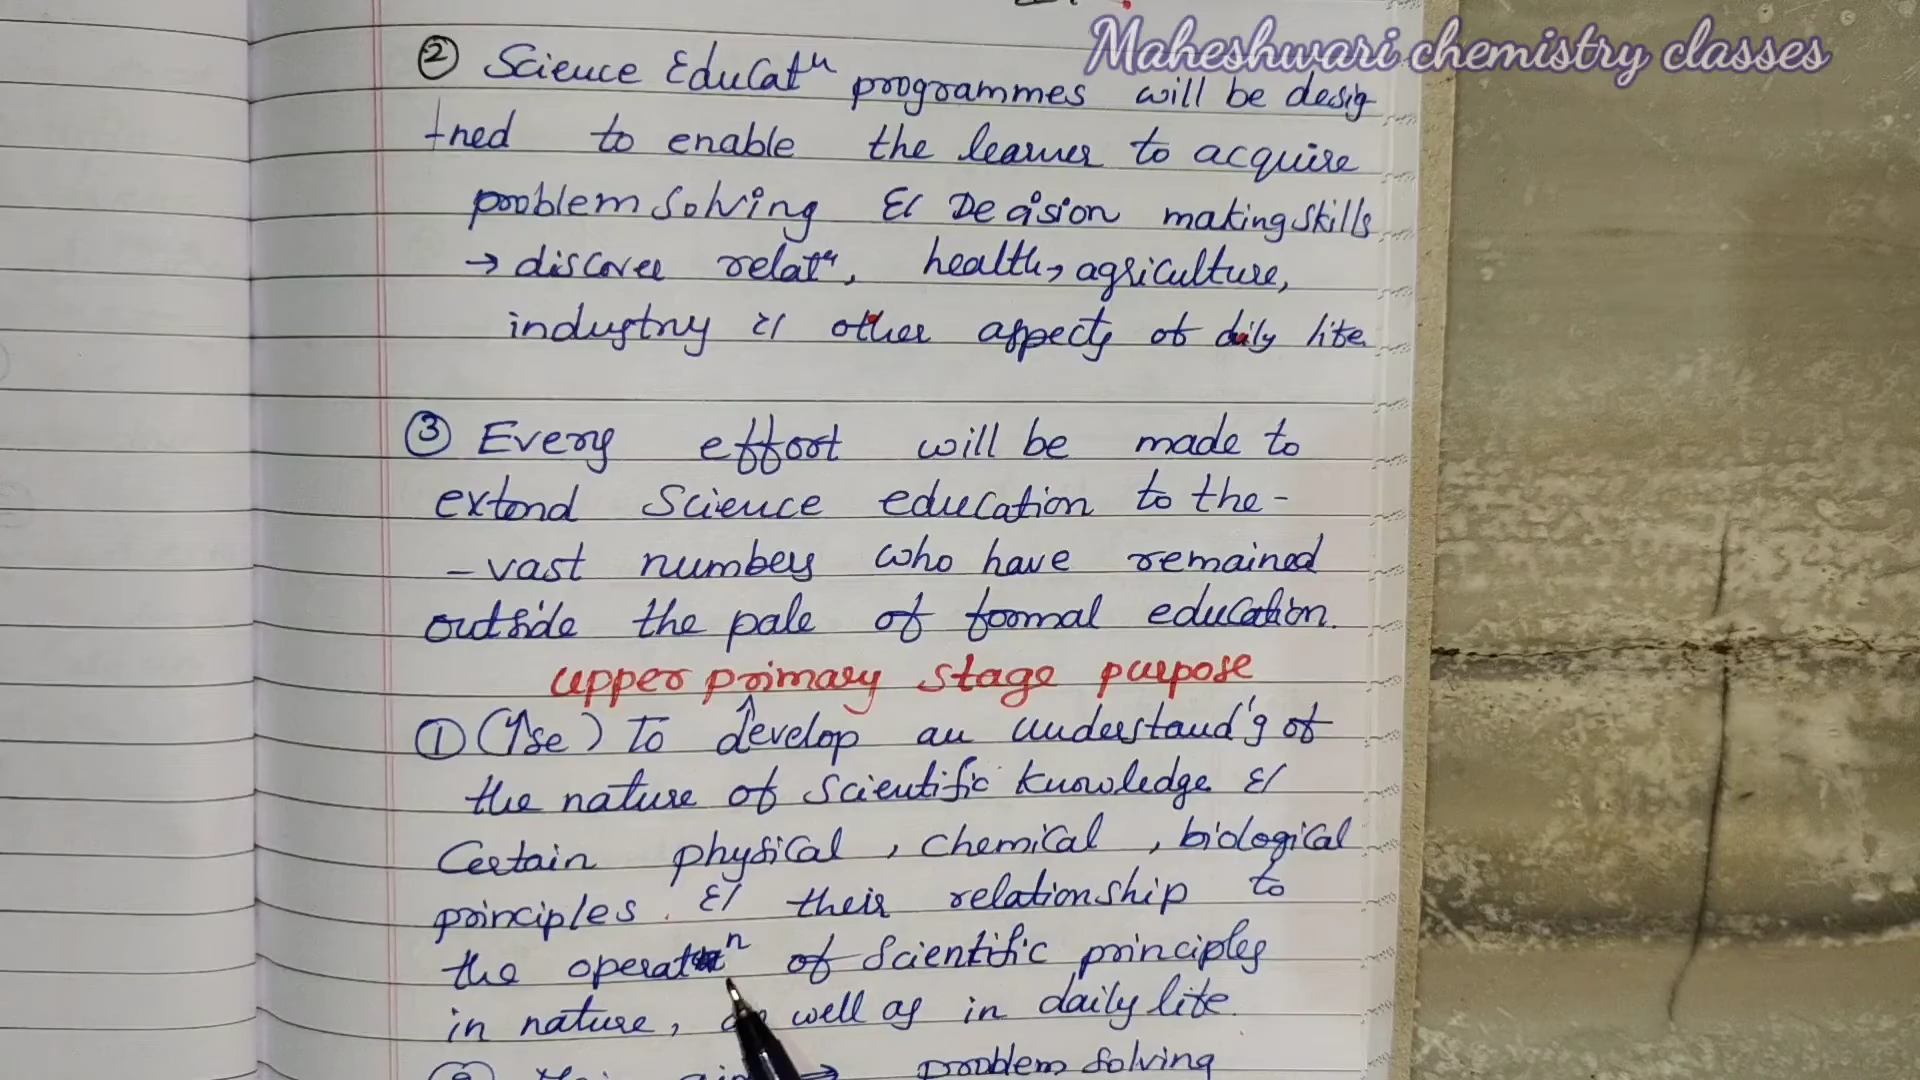 Maheshwari chemistry classes
② Science Educatⁿ programmes will be desig
+ned to enable the learner to acquire
problem solving & Decision making skills
→ discover relatⁿ, health, agriculture,
industry & other aspects of daily life
③ Every effort will be made to
extend Science education to the -
- vast numbers who have remained
outside the pale of formal education.
upper primary stage purpose
① (1se) To develop an understand'g of
the nature of Scientific knowledge &
Certain physical, chemical, biological
principles. & their relationship to
the operatⁿ of Scientific principles
in nature, well as in daily life.
problem solving